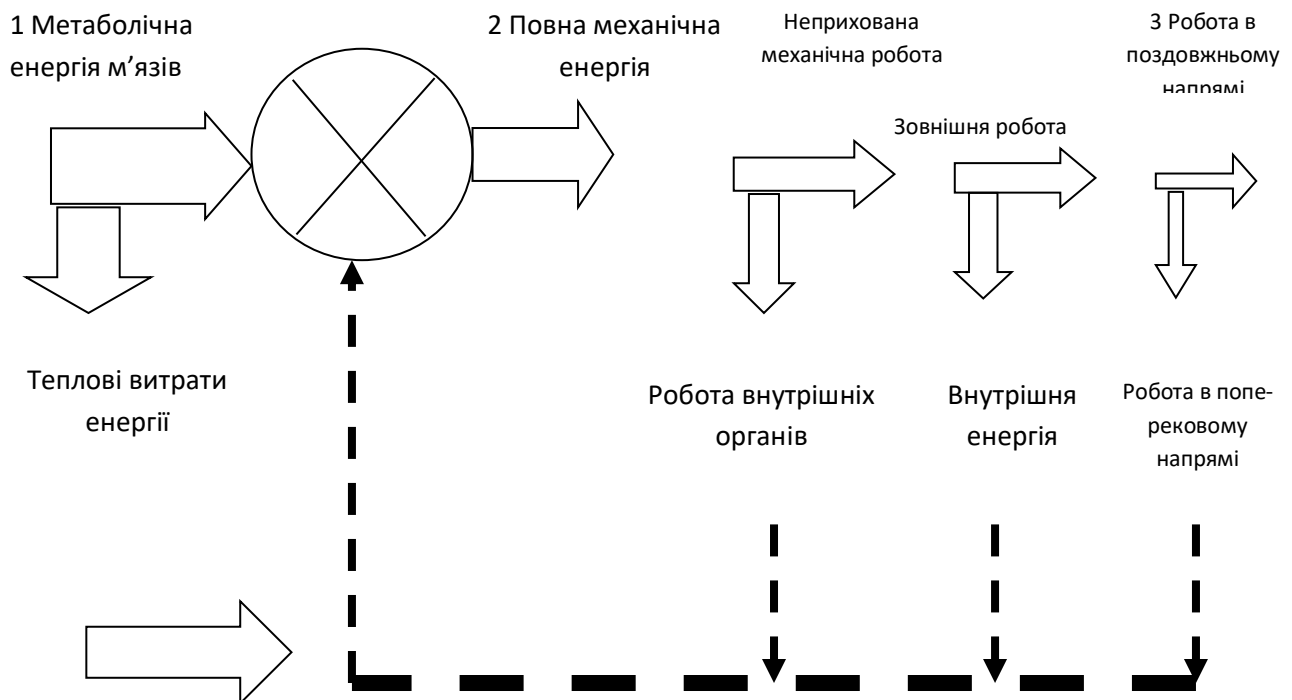 1 Метаболічна
енергія м’язів
2 Повна механічна
енергія
Неприхована
механічна робота
3 Робота в
поздовжньому
напрямі
Зовнішня робота
Теплові витрати
енергії
Робота внутрішніх
органів
Внутрішня
енергія
Робота в попе-
рековому
напрямі